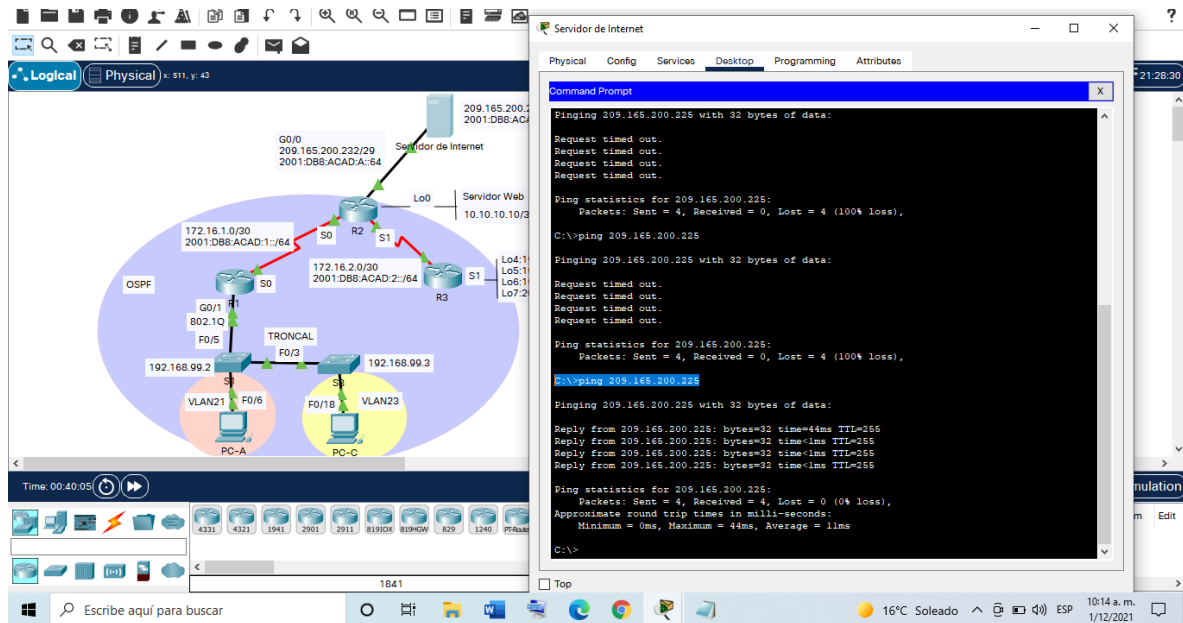 Logical
Physical
x: 511, y: 43
21:28:30
?
G0/0
209.165.200.232/29
2001:DB8:ACAD:A::64
Servidor de Internet
Lo0
Servidor Web
172.16.1.0/30
2001:DB8:ACAD:1::/64
S0
R2
S1
172.16.2.0/30
2001:DB8:ACAD:2::/64
S1
R3
OSPF
S0
G0/1
802.1Q
F0/5
TRONCAL
F0/3
192.168.99.2
192.168.99.3
VLAN21
F0/6
F0/18
VLAN23
PC-A
PC-C
Time: 00:40:05
4331
4321
1941
2901
2911
819IOX
819HGW
829
1240
1841
Servidor de Internet
Physical
Config
Services
Desktop
Programming
Attributes
Command Prompt
X
Pinging 209.165.200.225 with 32 bytes of data:
Request timed out.
Request timed out.
Request timed out.
Request timed out.
Ping statistics for 209.165.200.225:
Packets: Sent = 4, Received = 0, Lost = 4 (100% loss),
C:\>ping 209.165.200.225
Pinging 209.165.200.225 with 32 bytes of data:
Request timed out.
Request timed out.
Request timed out.
Request timed out.
Ping statistics for 209.165.200.225:
Packets: Sent = 4, Received = 0, Lost = 4 (100% loss),
C:\>ping 209.165.200.225
Pinging 209.165.200.225 with 32 bytes of data:
Reply from 209.165.200.225: bytes=32 time=44ms TTL=255
Reply from 209.165.200.225: bytes=32 time<1ms TTL=255
Reply from 209.165.200.225: bytes=32 time<1ms TTL=255
Reply from 209.165.200.225: bytes=32 time<1ms TTL=255
Ping statistics for 209.165.200.225:
Packets: Sent = 4, Received = 4, Lost = 0 (0% loss),
Approximate round trip times in milli-seconds:
Minimum = 0ms, Maximum = 44ms, Average = 11ms
C:\>
Top
Edit
Escribe aquí para buscar
16°C Soleado
ESP
10:14 a. m.
1/12/2021